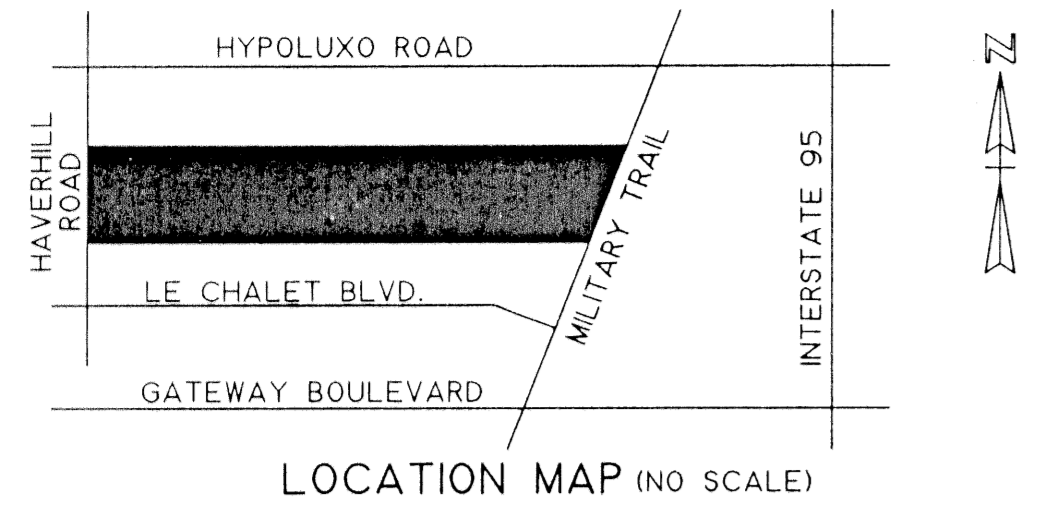 HYPOLUXO ROAD
N
HAVERHILL
ROAD
MILITARY TRAIL
INTERSTATE 95
LE CHALET BLVD.
GATEWAY BOULEVARD
LOCATION MAP (NO SCALE)